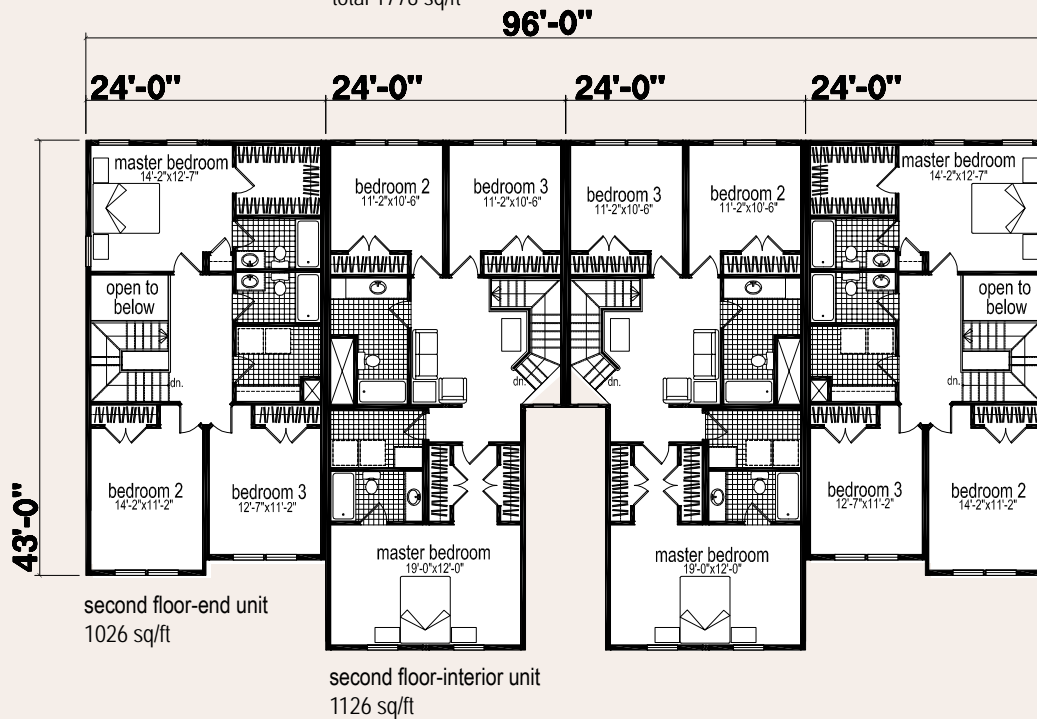 total 1778 sq/ft
96'-0"
24'-0" 24'-0" 24'-0" 24'-0"
43'-0"
master bedroom
14'-2"x12'-7"
bedroom 2
11'-2"x10'-6"
bedroom 3
11'-2"x10'-6"
bedroom 3
11'-2"x10'-6"
bedroom 2
11'-2"x10'-6"
master bedroom
14'-2"x12'-7"
open to
below
dn.
dn.
dn.
open to
below
dn.
bedroom 2
14'-2"x11'-2"
bedroom 3
12'-7"x11'-2"
master bedroom
19'-0"x12'-0"
master bedroom
19'-0"x12'-0"
bedroom 3
12'-7"x11'-2"
bedroom 2
14'-2"x11'-2"
second floor-end unit
1026 sq/ft
second floor-interior unit
1126 sq/ft